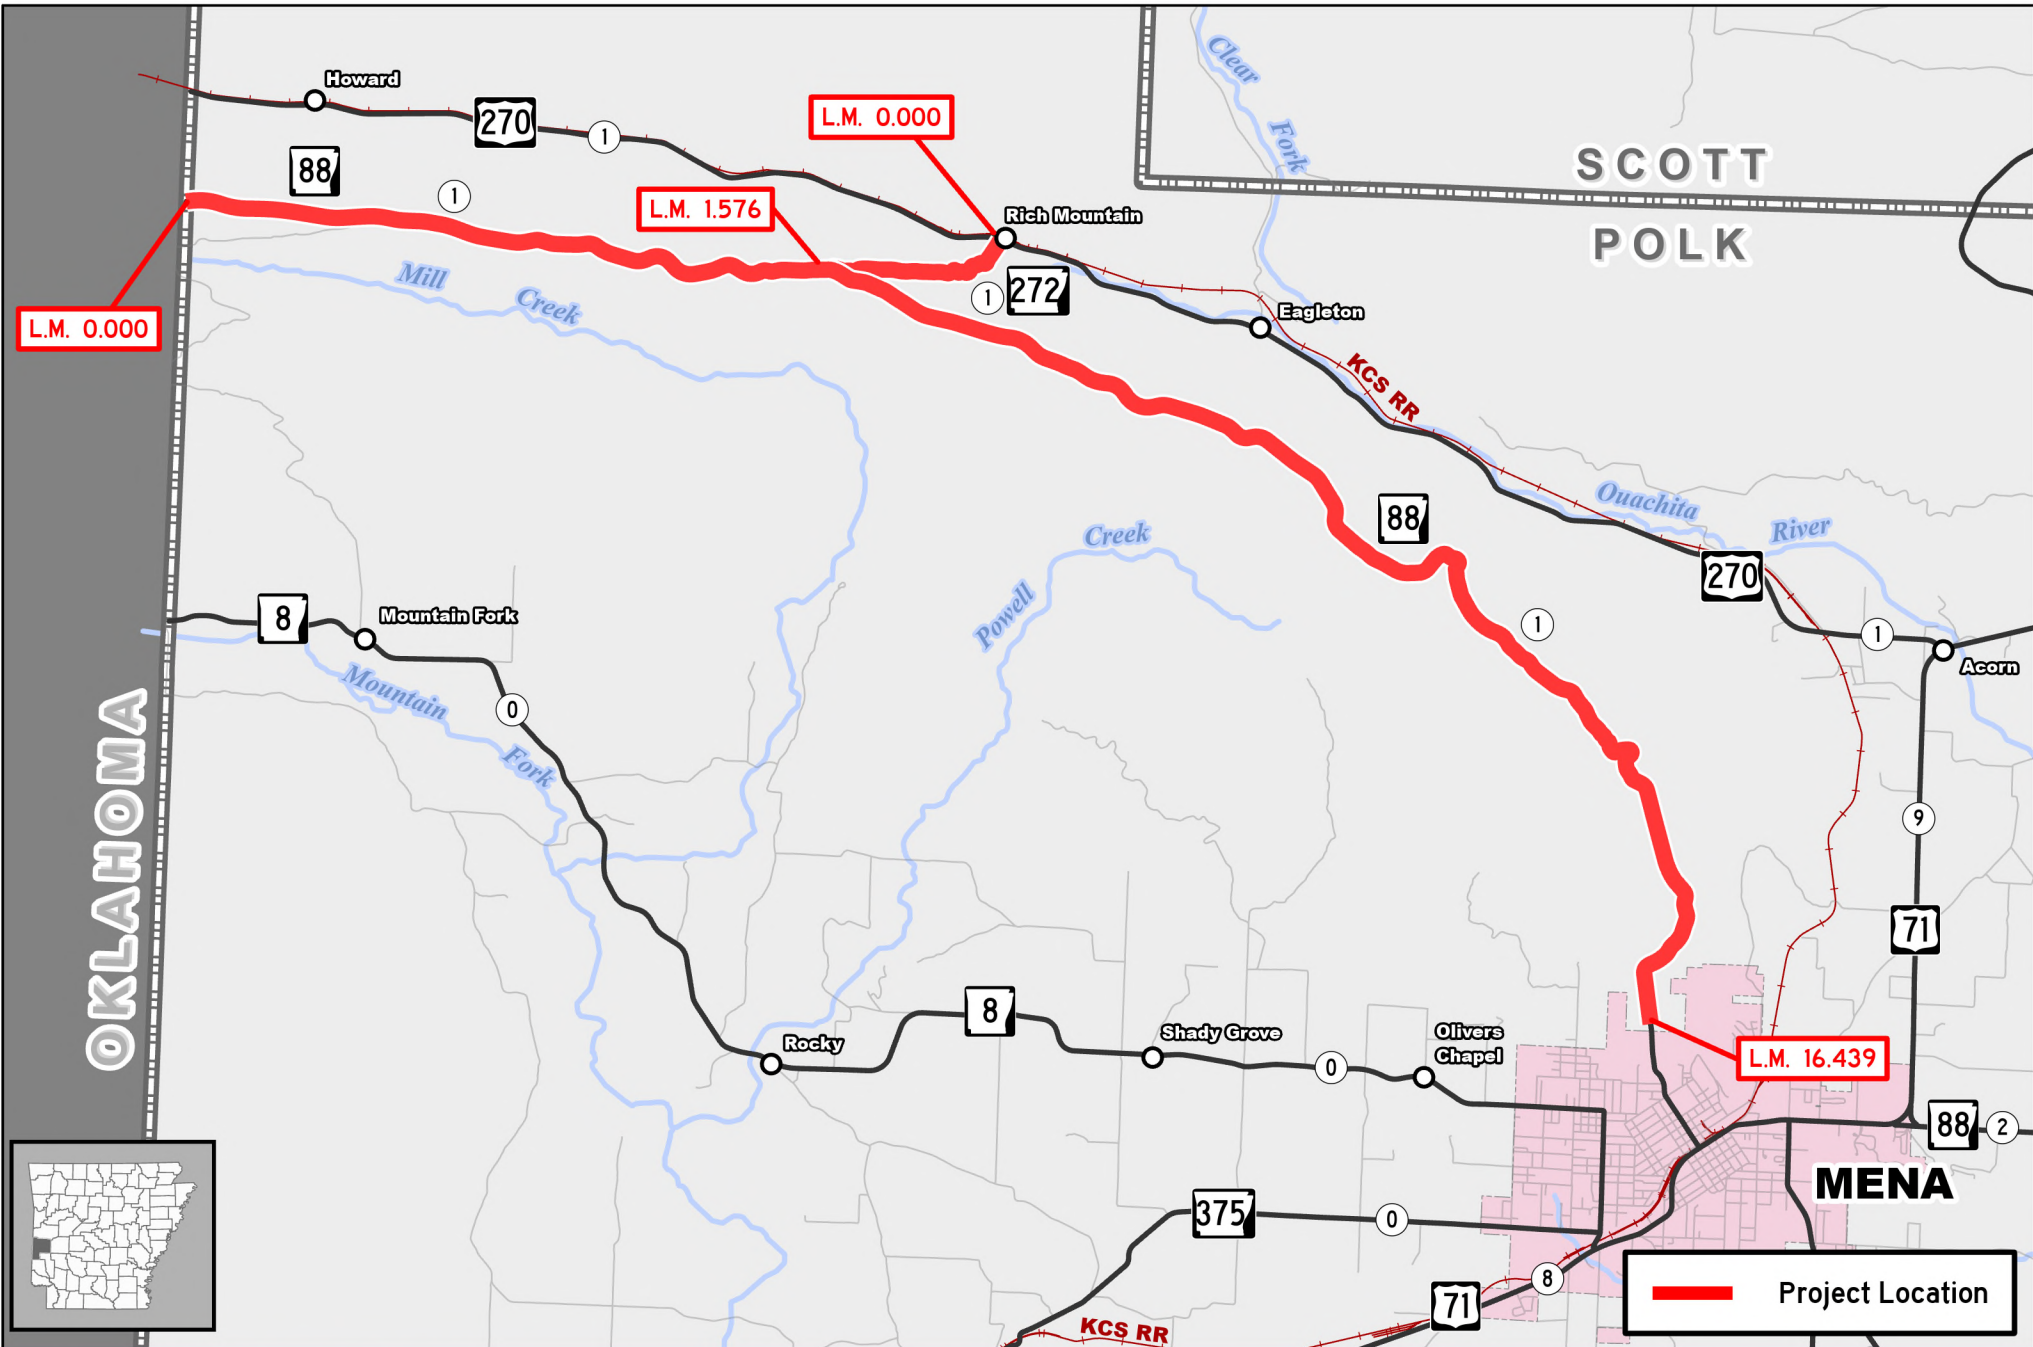 Howard
270
1
L.M. 0.000
Clear
Fork
SCOTT
POLK
88
1
L.M. 1.576
Rich Mountain
L.M. 0.000
Mill
Creek
1
272
Eagleton
KCS RR
88
Ouachita
River
270
1
Acorn
Creek
Powell
1
8
Mountain Fork
Mountain
Fork
0
OKLAHOMA
9
71
8
Rocky
Shady Grove
0
Olivers
Chapel
L.M. 16.439
88
2
MENA
375
0
8
71
KCS RR
Project Location